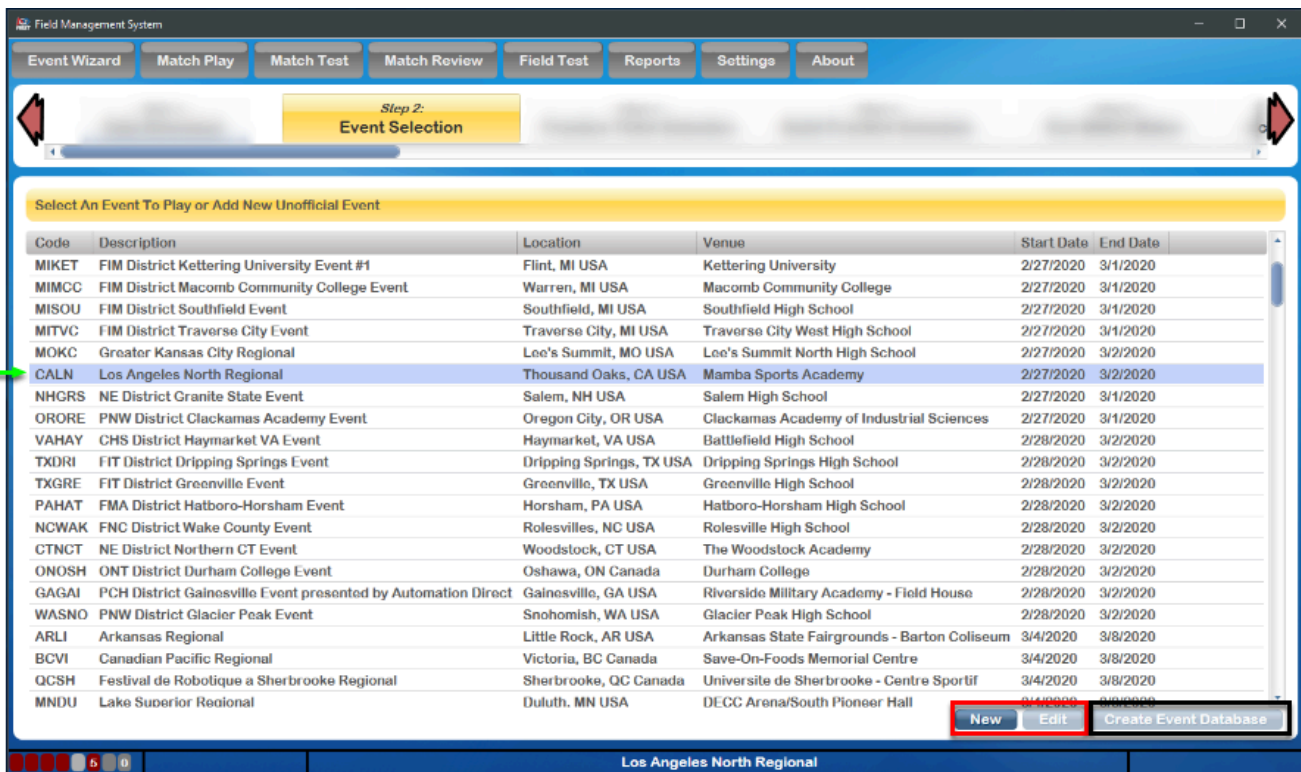 Field Management System
Event Wizard Match Play Match Test Match Review Field Test Reports Settings About
Step 2:
Event Selection
Select An Event To Play or Add New Unofficial Event
Code Description Location Venue Start Date End Date
MIKET FIM District Kettering University Event #1 Flint, MI USA Kettering University 2/27/2020 3/1/2020
MIMCC FIM District Macomb Community College Event Warren, MI USA Macomb Community College 2/27/2020 3/1/2020
MISOU FIM District Southfield Event Southfield, MI USA Southfield High School 2/27/2020 3/1/2020
MITVC FIM District Traverse City Event Traverse City, MI USA Traverse City West High School 2/27/2020 3/1/2020
MOKC Greater Kansas City Regional Lee's Summit, MO USA Lee's Summit North High School 2/27/2020 3/2/2020
CALN Los Angeles North Regional Thousand Oaks, CA USA Mamba Sports Academy 2/27/2020 3/2/2020
NHGRS NE District Granite State Event Salem, NH USA Salem High School 2/27/2020 3/1/2020
ORORE PNW District Clackamas Academy Event Oregon City, OR USA Clackamas Academy of Industrial Sciences 2/27/2020 3/1/2020
VAHAY CHS District Haymarket VA Event Haymarket, VA USA Battlefield High School 2/28/2020 3/2/2020
TXDRI FIT District Dripping Springs Event Dripping Springs, TX USA Dripping Springs High School 2/28/2020 3/2/2020
TXGRE FIT District Greenville Event Greenville, TX USA Greenville High School 2/28/2020 3/2/2020
PAHAT FMA District Hatboro-Horsham Event Horsham, PA USA Hatboro-Horsham High School 2/28/2020 3/2/2020
NCWAK FNC District Wake County Event Rolesvilles, NC USA Rolesville High School 2/28/2020 3/2/2020
CTNCT NE District Northern CT Event Woodstock, CT USA The Woodstock Academy 2/28/2020 3/2/2020
ONOSH ONT District Durham College Event Oshawa, ON Canada Durham College 2/28/2020 3/2/2020
GAGAI PCH District Gainesville Event presented by Automation Direct Gainesville, GA USA Riverside Military Academy - Field House 2/28/2020 3/2/2020
WASNO PNW District Glacier Peak Event Snohomish, WA USA Glacier Peak High School 2/28/2020 3/2/2020
ARLI Arkansas Regional Little Rock, AR USA Arkansas State Fairgrounds - Barton Coliseum 3/4/2020 3/8/2020
BCVI Canadian Pacific Regional Victoria, BC Canada Save-On-Foods Memorial Centre 3/4/2020 3/8/2020
QCSH Festival de Robotique a Sherbrooke Regional Sherbrooke, QC Canada Universite de Sherbrooke - Centre Sportif 3/4/2020 3/8/2020
MNDU Lake Superior Regional Duluth, MN USA DECC Arena/South Pioneer Hall
New Edit Create Event Database
5 0 Los Angeles North Regional